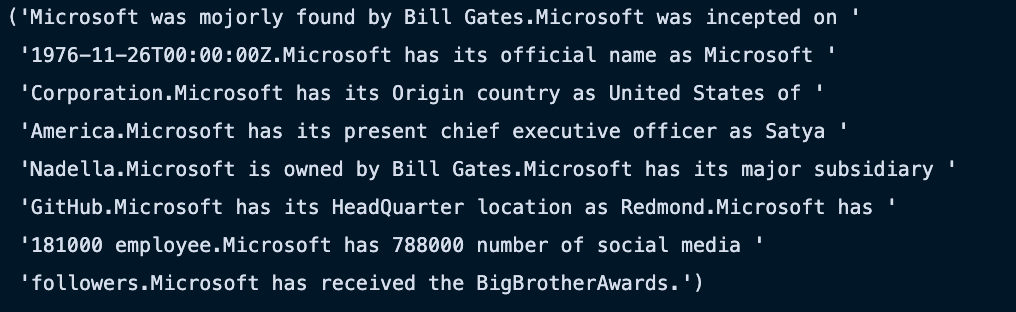 ('Microsoft was mojorly found by Bill Gates.Microsoft was incepted on '
'1976-11-26T00:00:00Z.Microsoft has its official name as Microsoft '
'Corporation.Microsoft has its Origin country as United States of '
'America.Microsoft has its present chief executive officer as Satya '
'Nadella.Microsoft is owned by Bill Gates.Microsoft has its major subsidiary '
'GitHub.Microsoft has its HeadQuarter location as Redmond.Microsoft has '
'181000 employee.Microsoft has 788000 number of social media '
'followers.Microsoft has received the BigBrotherAwards.')